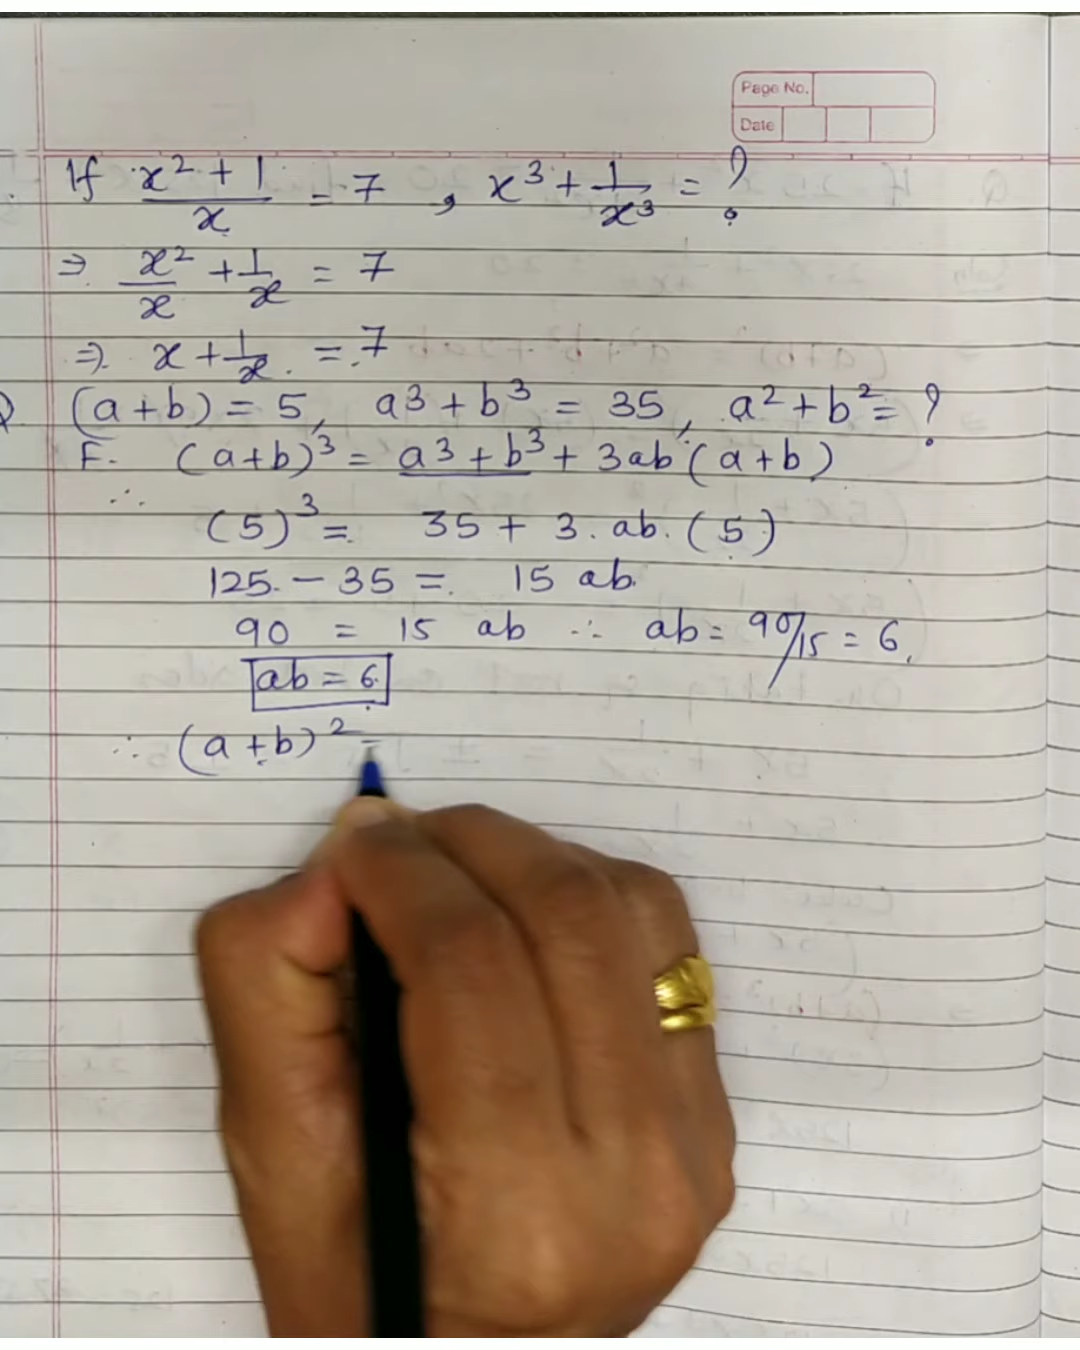 Page No.
Date
If x² + 1 / x = 7 , x³ + 1/x³ = ?
⇒ x²/x + 1/x = 7
⇒ x + 1/x = 7
Q. (a+b) = 5, a³ + b³ = 35, a² + b² = ?
F. (a+b)³ = a³ + b³ + 3ab (a+b)
∴
(5)³ = 35 + 3. ab. (5)
125 - 35 = 15 ab
90 = 15 ab ∴ ab = 90/15 = 6.
ab = 6
∴ (a+b)² =